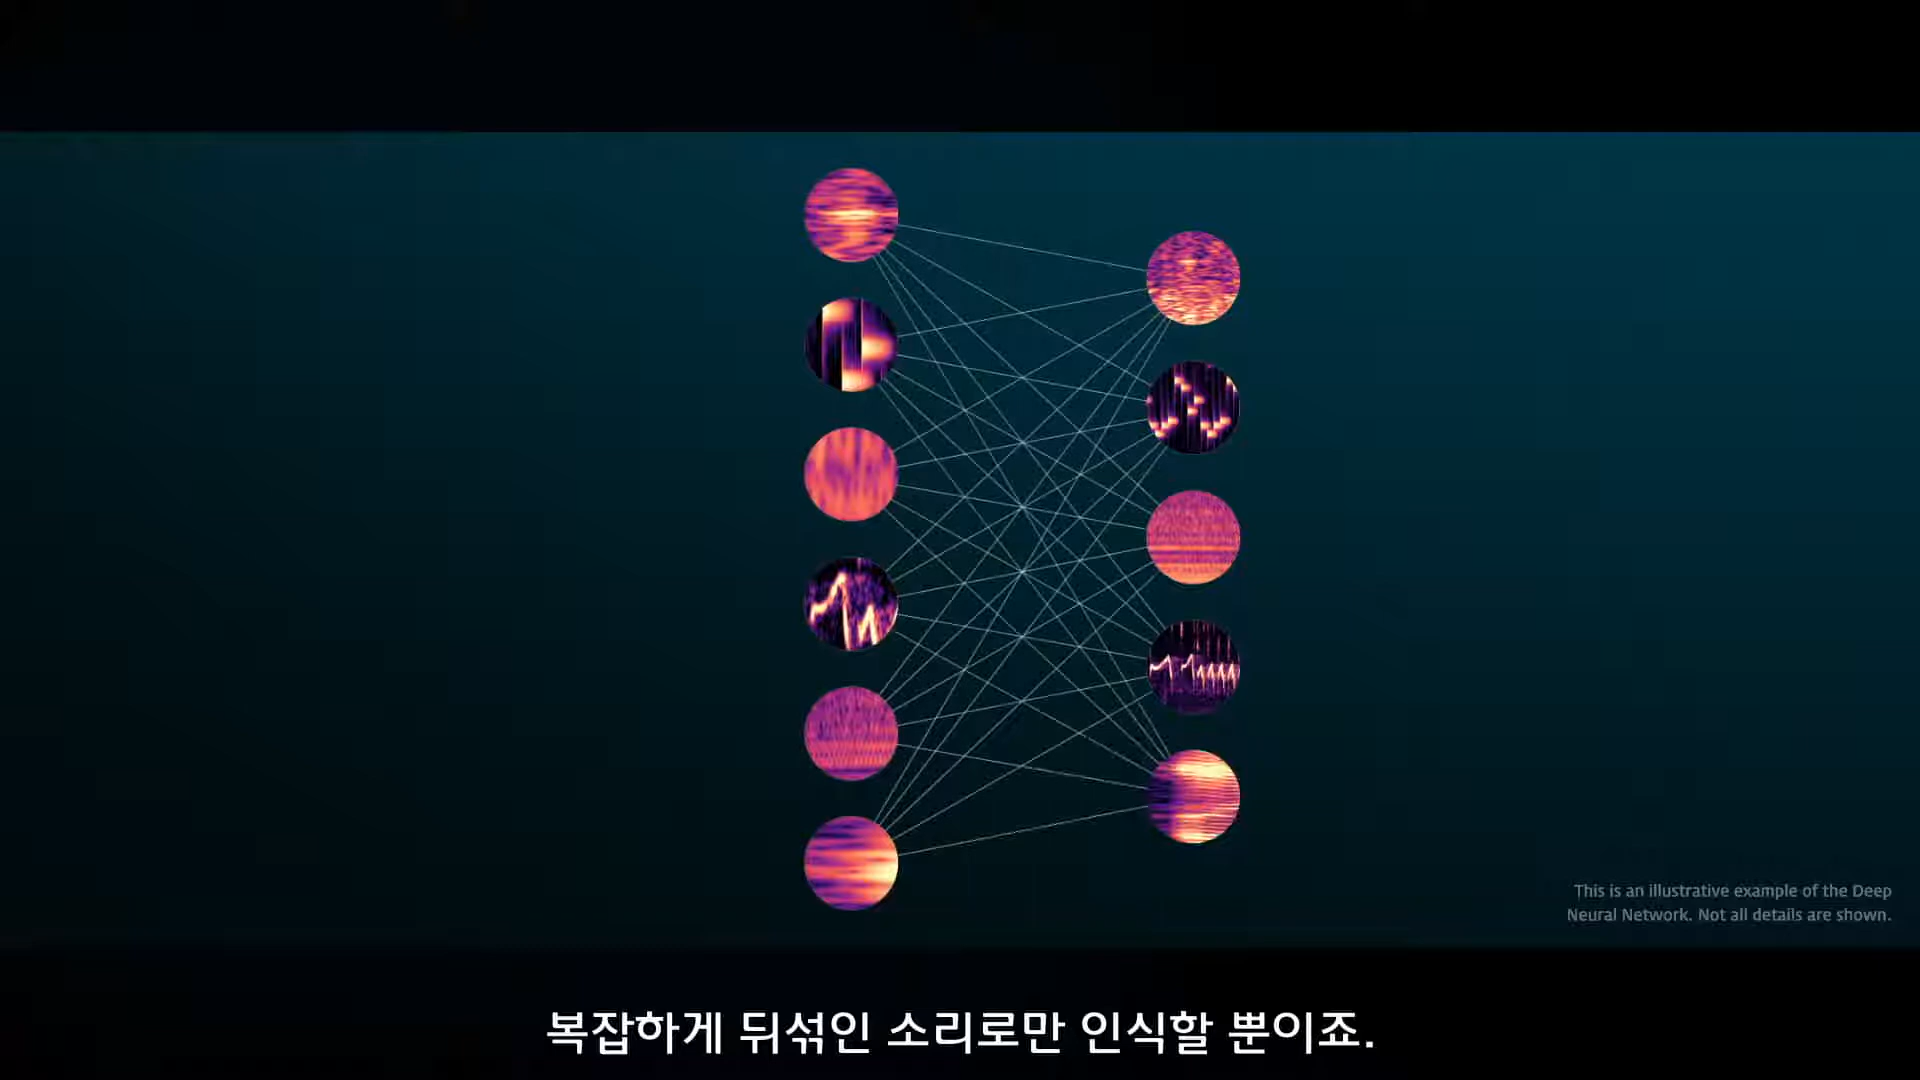 This is an illustrative example of the Deep
Neural Network. Not all details are shown.
복잡하게 뒤섞인 소리로만 인식할 뿐이죠.